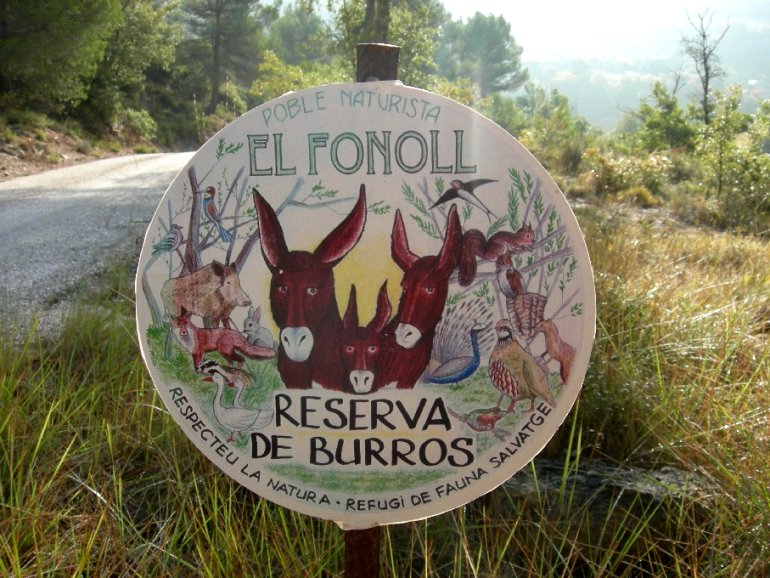 POBLE NATURISTA
EL FONOLL
RESERVA
DE BURROS
RESPECTEU LA NATURA · REFUGI DE FAUNA SALVATGE